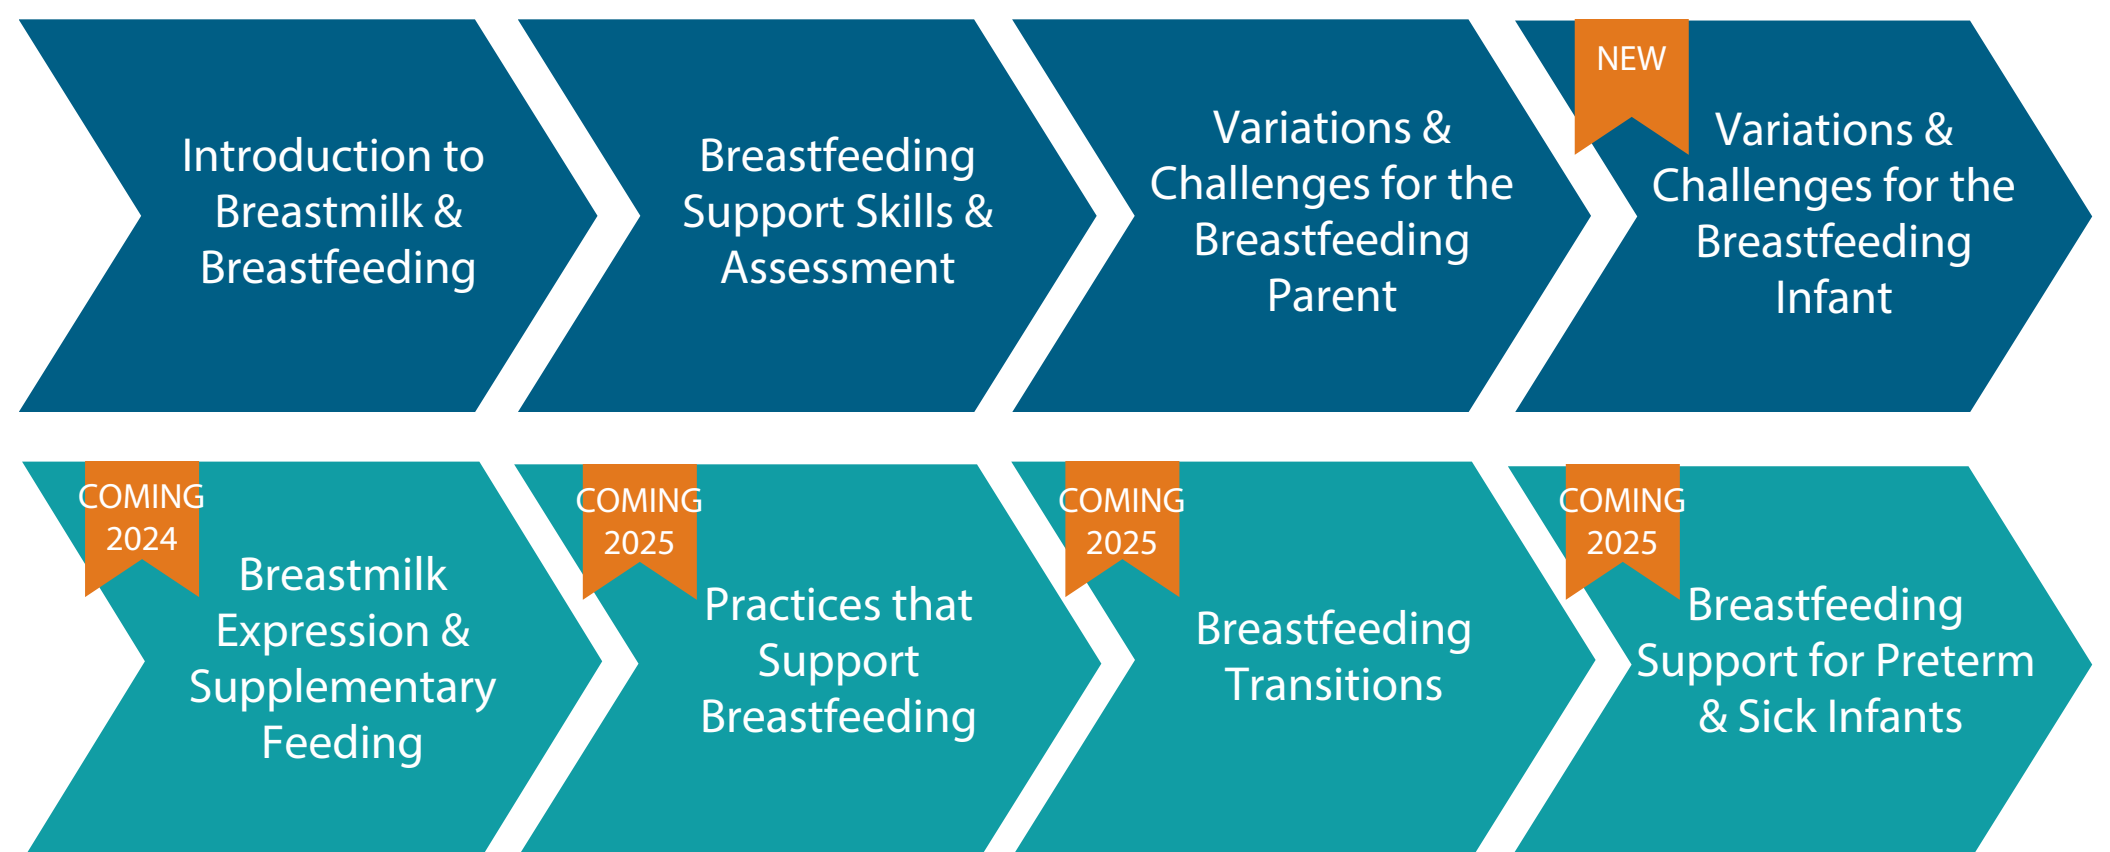 Introduction to
Breastmilk &
Breastfeeding
Breastfeeding
Support Skills &
Assessment
Variations &
Challenges for the
Breastfeeding
Parent
NEW
Variations &
Challenges for the
Breastfeeding
Infant
COMING
2024
Breastmilk
Expression &
Supplementary
Feeding
COMING
2025
Practices that
Support
Breastfeeding
COMING
2025
Breastfeeding
Transitions
COMING
2025
Breastfeeding
Support for Preterm
& Sick Infants